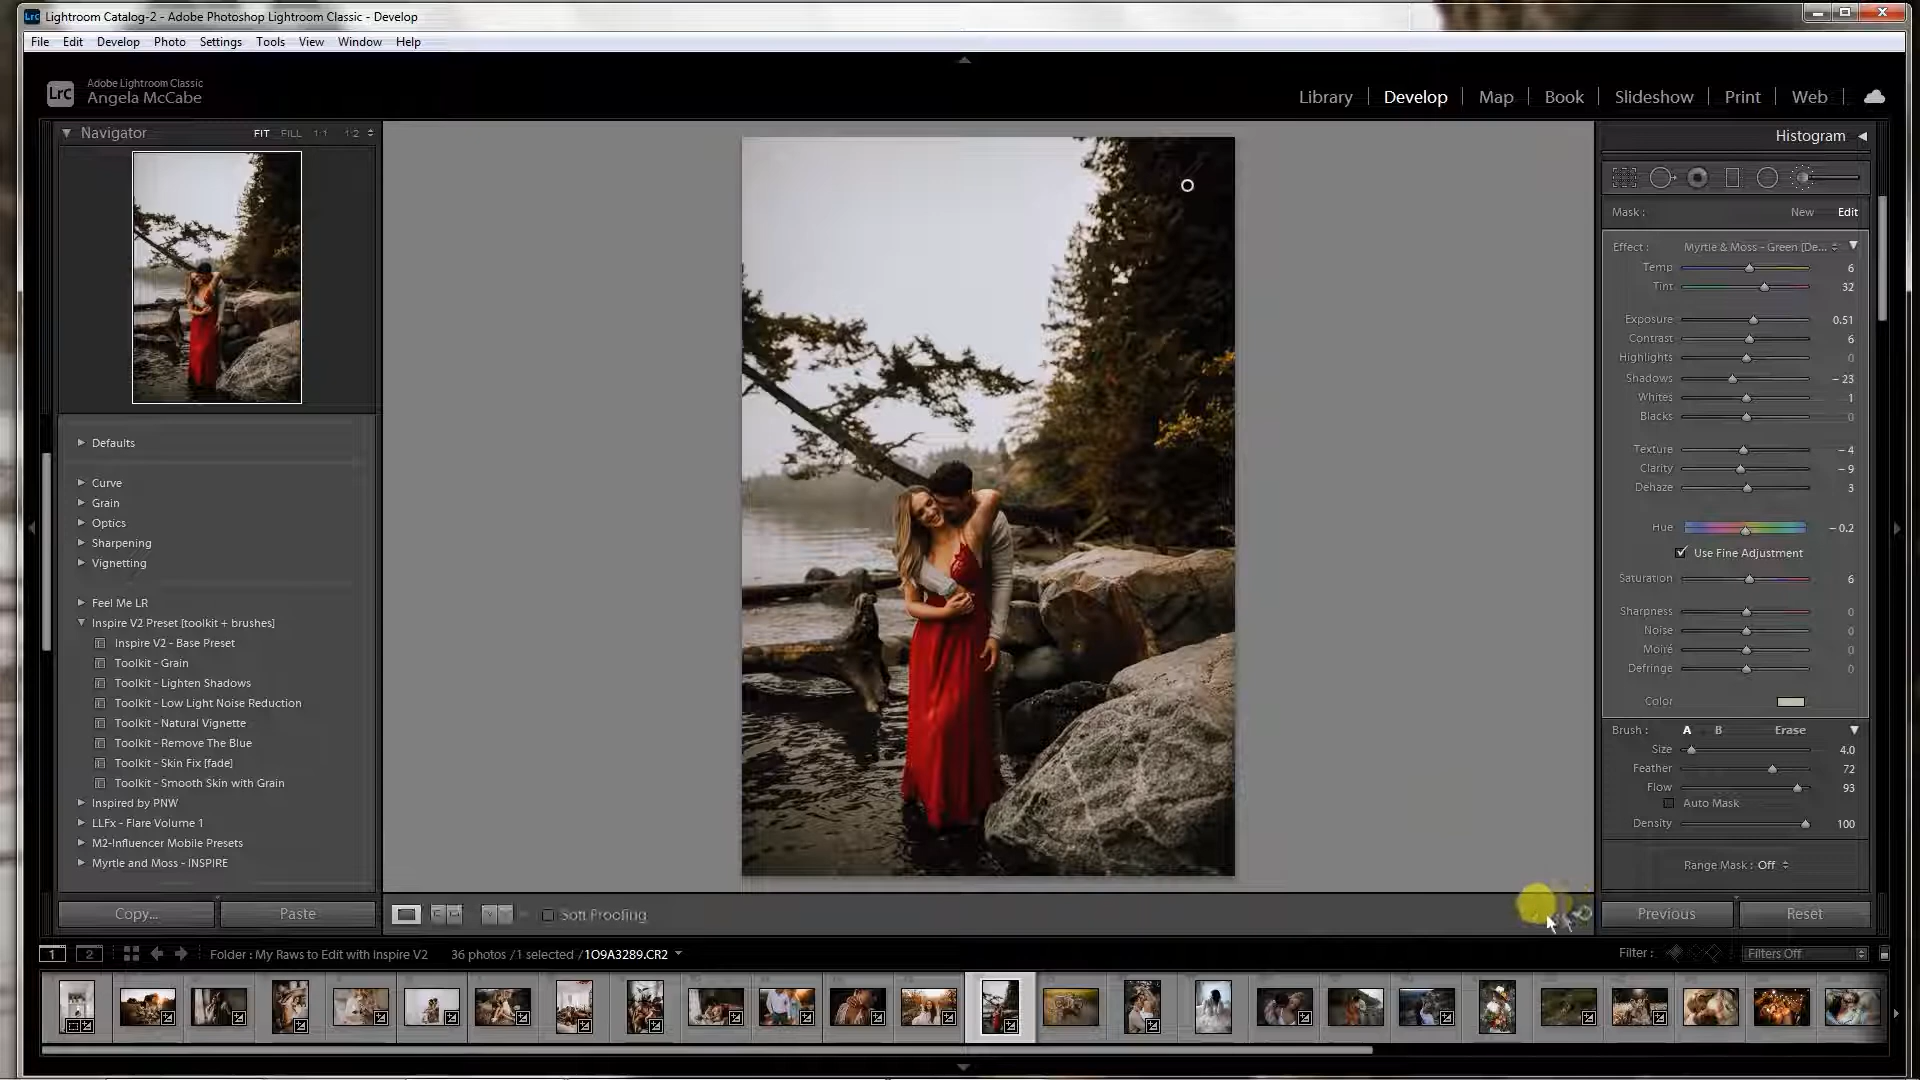 Lightroom Catalog-2 - Adobe Photoshop Lightroom Classic - Develop
File Edit Develop Photo Settings Tools View Window Help
Lrc
Adobe Lightroom Classic
Angela McCabe
Library Develop Map Book Slideshow Print Web
Navigator FIT FILL 1:1 1:2
Histogram
Mask : New Edit
Effect : Myrtle & Moss - Green [De...
Temp 6
Tint 32
Exposure 0.51
Contrast 6
Highlights 0
Shadows - 23
Whites 1
Blacks 0
Texture - 4
Clarity - 9
Dehaze 3
Hue - 0.2
Use Fine Adjustment
Saturation 6
Sharpness 0
Noise 0
Moiré 0
Defringe 0
Color
Brush : A B Erase
Size 4.0
Feather 72
Flow 93
Auto Mask
Density 100
Range Mask : Off
Defaults
Curve
Grain
Optics
Sharpening
Vignetting
Feel Me LR
Inspire V2 Preset [toolkit + brushes]
Inspire V2 - Base Preset
Toolkit - Grain
Toolkit - Lighten Shadows
Toolkit - Low Light Noise Reduction
Toolkit - Natural Vignette
Toolkit - Remove The Blue
Toolkit - Skin Fix [fade]
Toolkit - Smooth Skin with Grain
Inspired by PNW
LLFx - Flare Volume 1
M2-Influencer Mobile Presets
Myrtle and Moss - INSPIRE
Copy... Paste
Soft Proofing
Previous Reset
1 2 Folder : My Raws to Edit with Inspire V2 36 photos /1 selected /1O9A3289.CR2
Filter : Filters Off